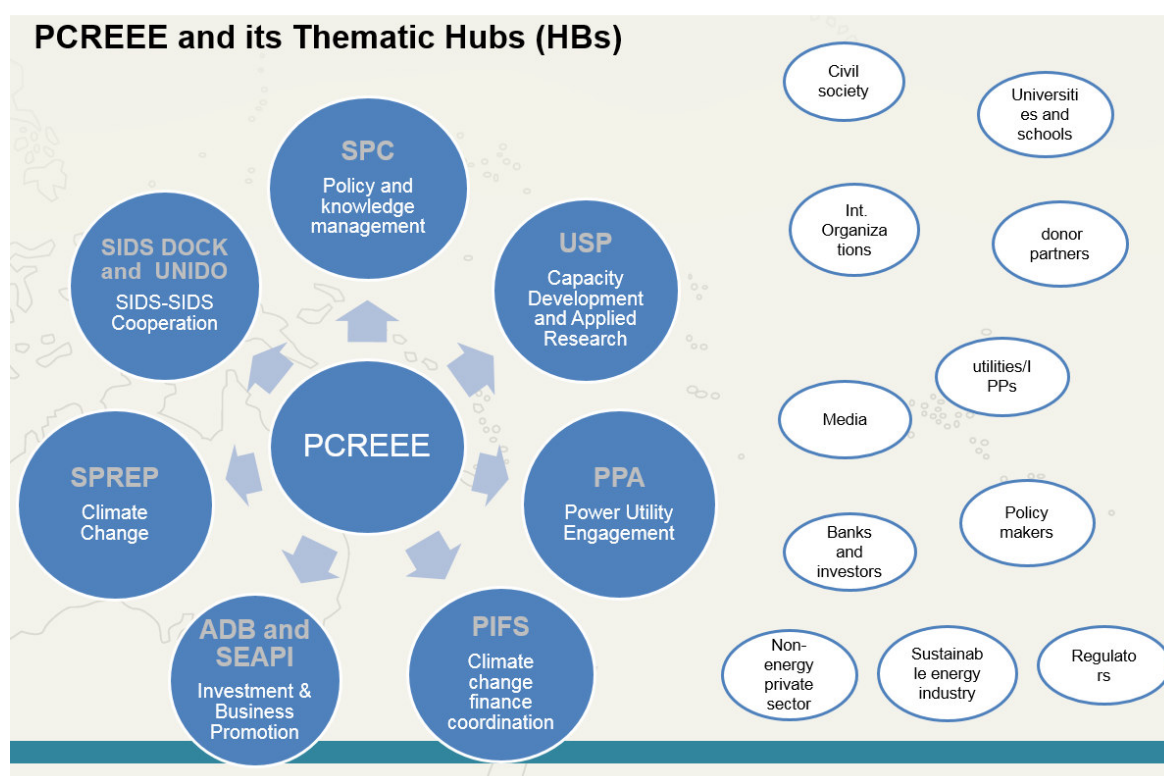 PCREEE and its Thematic Hubs (HBs)
SPC
Policy and
knowledge
management
USP
Capacity
Development
and Applied
Research
PPA
Power Utility
Engagement
PIFS
Climate
change
finance
coordination
ADB and
SEAPI
Investment &
Business
Promotion
SPREP
Climate
Change
SIDS DOCK
and UNIDO
SIDS-SIDS
Cooperation
PCREEE
Civil
society
Universiti
es and
schools
Int.
Organiza
tions
donor
partners
utilities/I
PPs
Media
Policy
makers
Banks
and
investors
Non-
energy
private
sector
Sustainab
le energy
industry
Regulato
rs